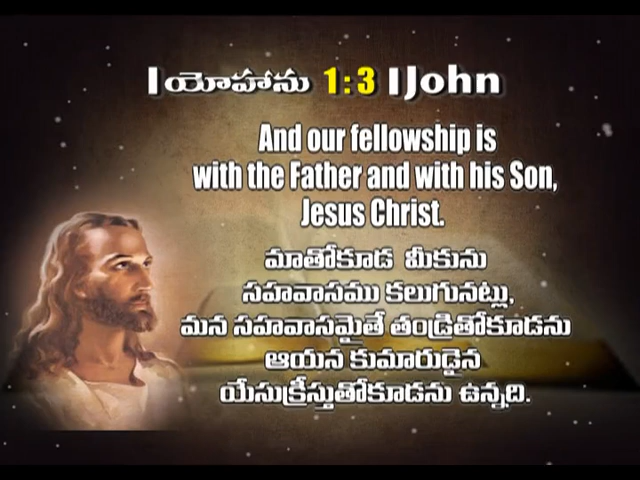 I యోహాను 1:3 I John
And our fellowship is
with the Father and with his Son,
Jesus Christ.
మాతోకూడ మీకును
సహవాసము కలుగునట్లు,
మన సహవాసమైతే తండ్రితోకూడను
ఆయన కుమారుడైన
యేసుక్రీస్తుతోకూడను ఉన్నది.